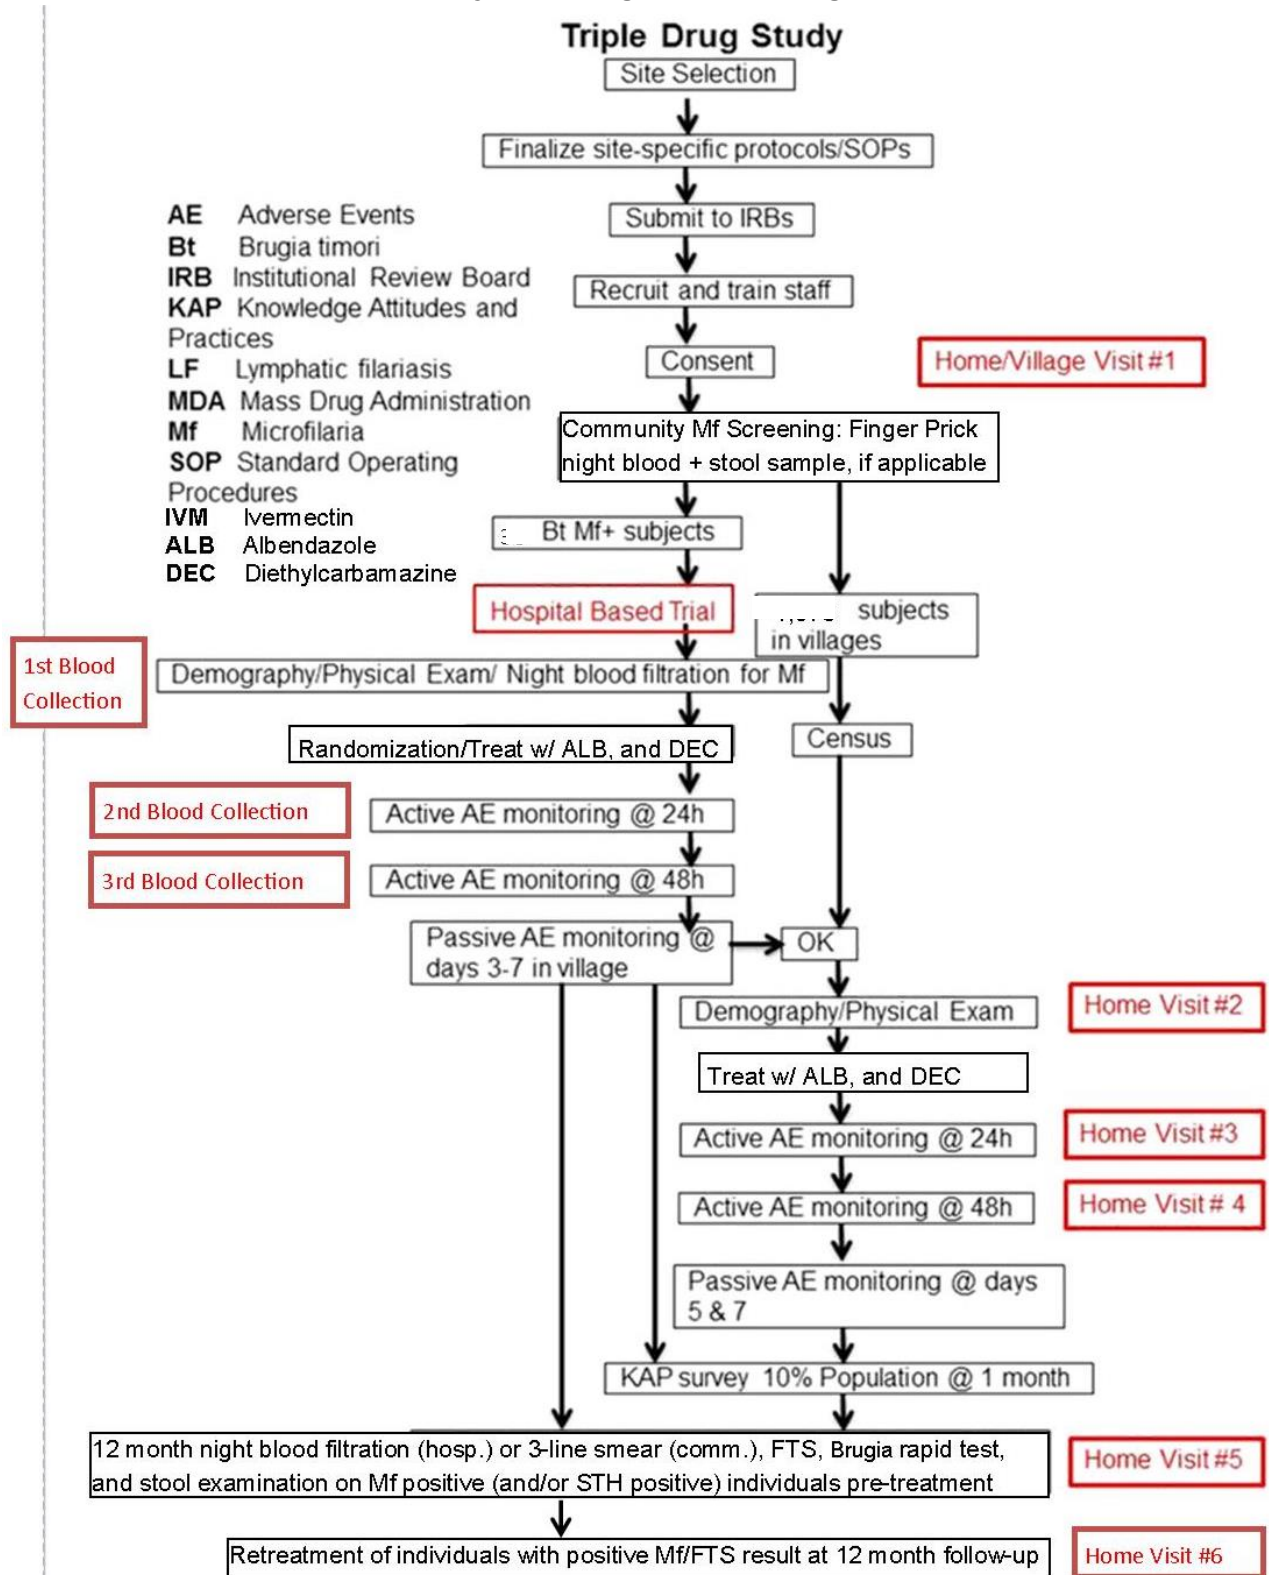 Triple Drug Study
Site Selection
Finalize site-specific protocols/SOPs
Submit to IRBs
Recruit and train staff
Consent
Home/Village Visit #1
AE Adverse Events
Bt Brugia timori
IRB Institutional Review Board
KAP Knowledge Attitudes and
Practices
LF Lymphatic filariasis
MDA Mass Drug Administration
Mf Microfilaria
SOP Standard Operating
Procedures
IVM Ivermectin
ALB Albendazole
DEC Diethylcarbamazine
Community Mf Screening: Finger Prick
night blood + stool sample, if applicable
Bt Mf+ subjects
Hospital Based Trial
subjects
in villages
1st Blood
Collection
Demography/Physical Exam/ Night blood filtration for Mf
Randomization/Treat w/ ALB, and DEC
Census
2nd Blood Collection
Active AE monitoring @ 24h
3rd Blood Collection
Active AE monitoring @ 48h
Passive AE monitoring @
days 3-7 in village
OK
Demography/Physical Exam
Home Visit #2
Treat w/ ALB, and DEC
Active AE monitoring @ 24h
Home Visit #3
Active AE monitoring @ 48h
Home Visit # 4
Passive AE monitoring @ days
5 & 7
KAP survey 10% Population @ 1 month
12 month night blood filtration (hosp.) or 3-line smear (comm.), FTS, Brugia rapid test,
and stool examination on Mf positive (and/or STH positive) individuals pre-treatment
Home Visit #5
Retreatment of individuals with positive Mf/FTS result at 12 month follow-up
Home Visit #6